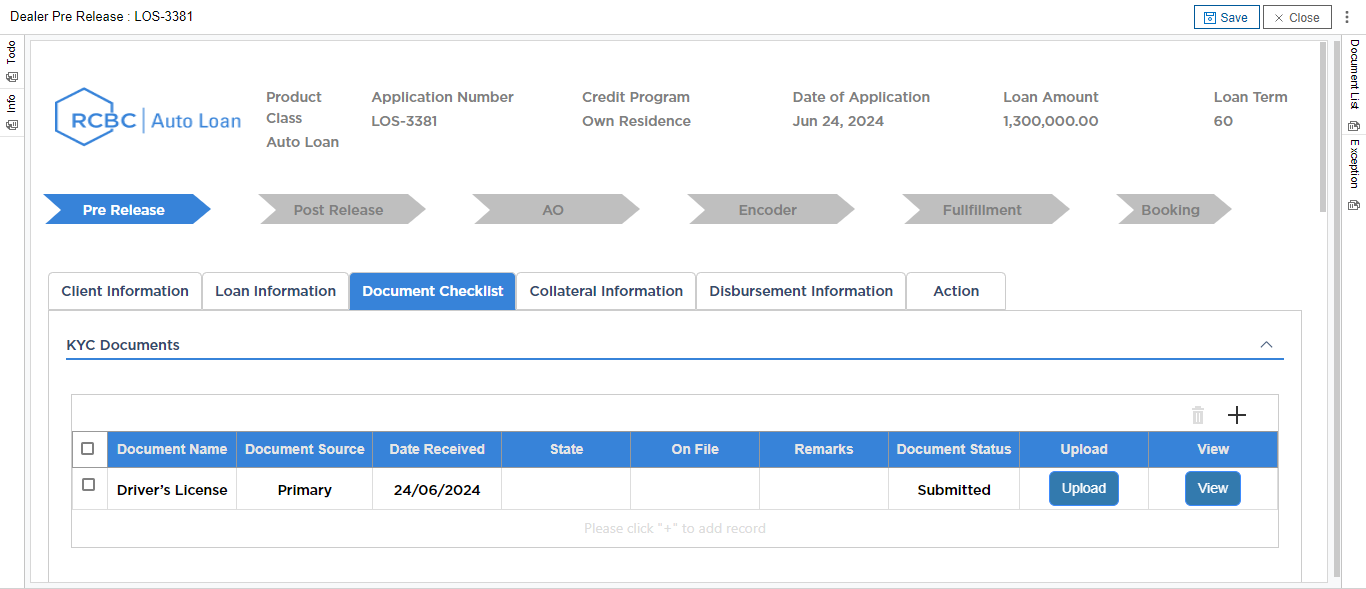 Dealer Pre Release : LOS-3381
Save
Close
Todo
Info
Document List
Exception
RCBC Auto Loan
Product Class
Auto Loan
Application Number
LOS-3381
Credit Program
Own Residence
Date of Application
Jun 24, 2024
Loan Amount
1,300,000.00
Loan Term
60
Pre Release
Post Release
AO
Encoder
Fullfillment
Booking
Client Information
Loan Information
Document Checklist
Collateral Information
Disbursement Information
Action
KYC Documents
Document Name Document Source Date Received State On File Remarks Document Status Upload View
Driver's License Primary 24/06/2024 Submitted Upload View
Please click "+" to add record